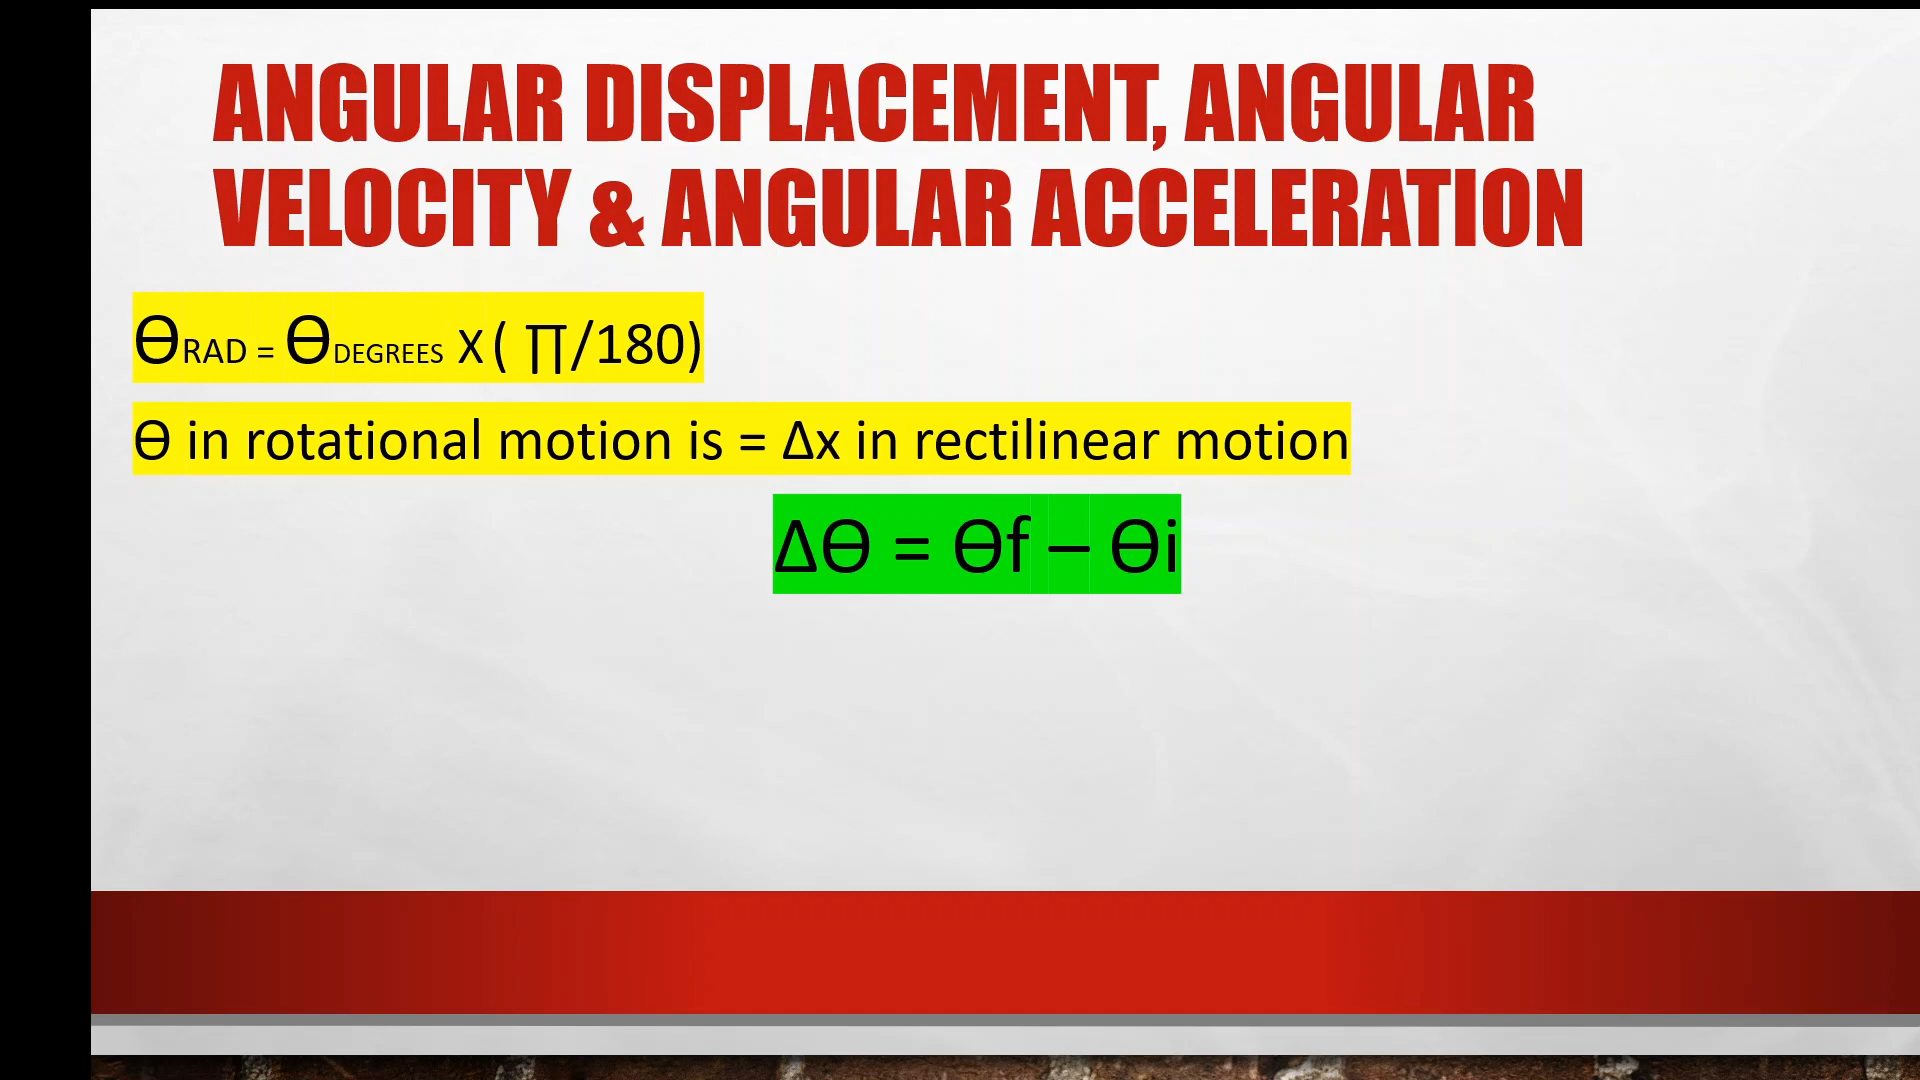 ANGULAR DISPLACEMENT, ANGULAR
VELOCITY & ANGULAR ACCELERATION
ϴRAD = ϴDEGREES X ( ∏/180)
ϴ in rotational motion is = Δx in rectilinear motion
Δϴ = ϴf – ϴi